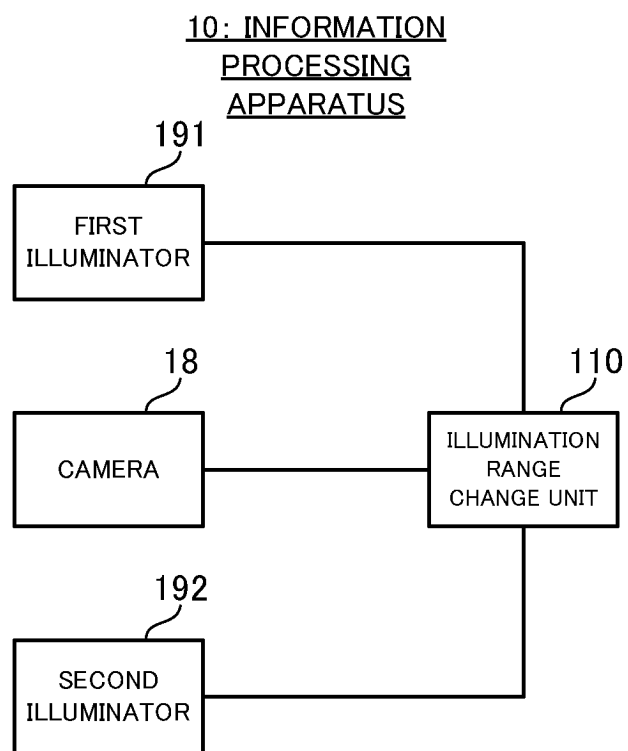 10: INFORMATION
PROCESSING
APPARATUS
191
FIRST
ILLUMINATOR
18
CAMERA
110
ILLUMINATION
RANGE
CHANGE UNIT
192
SECOND
ILLUMINATOR